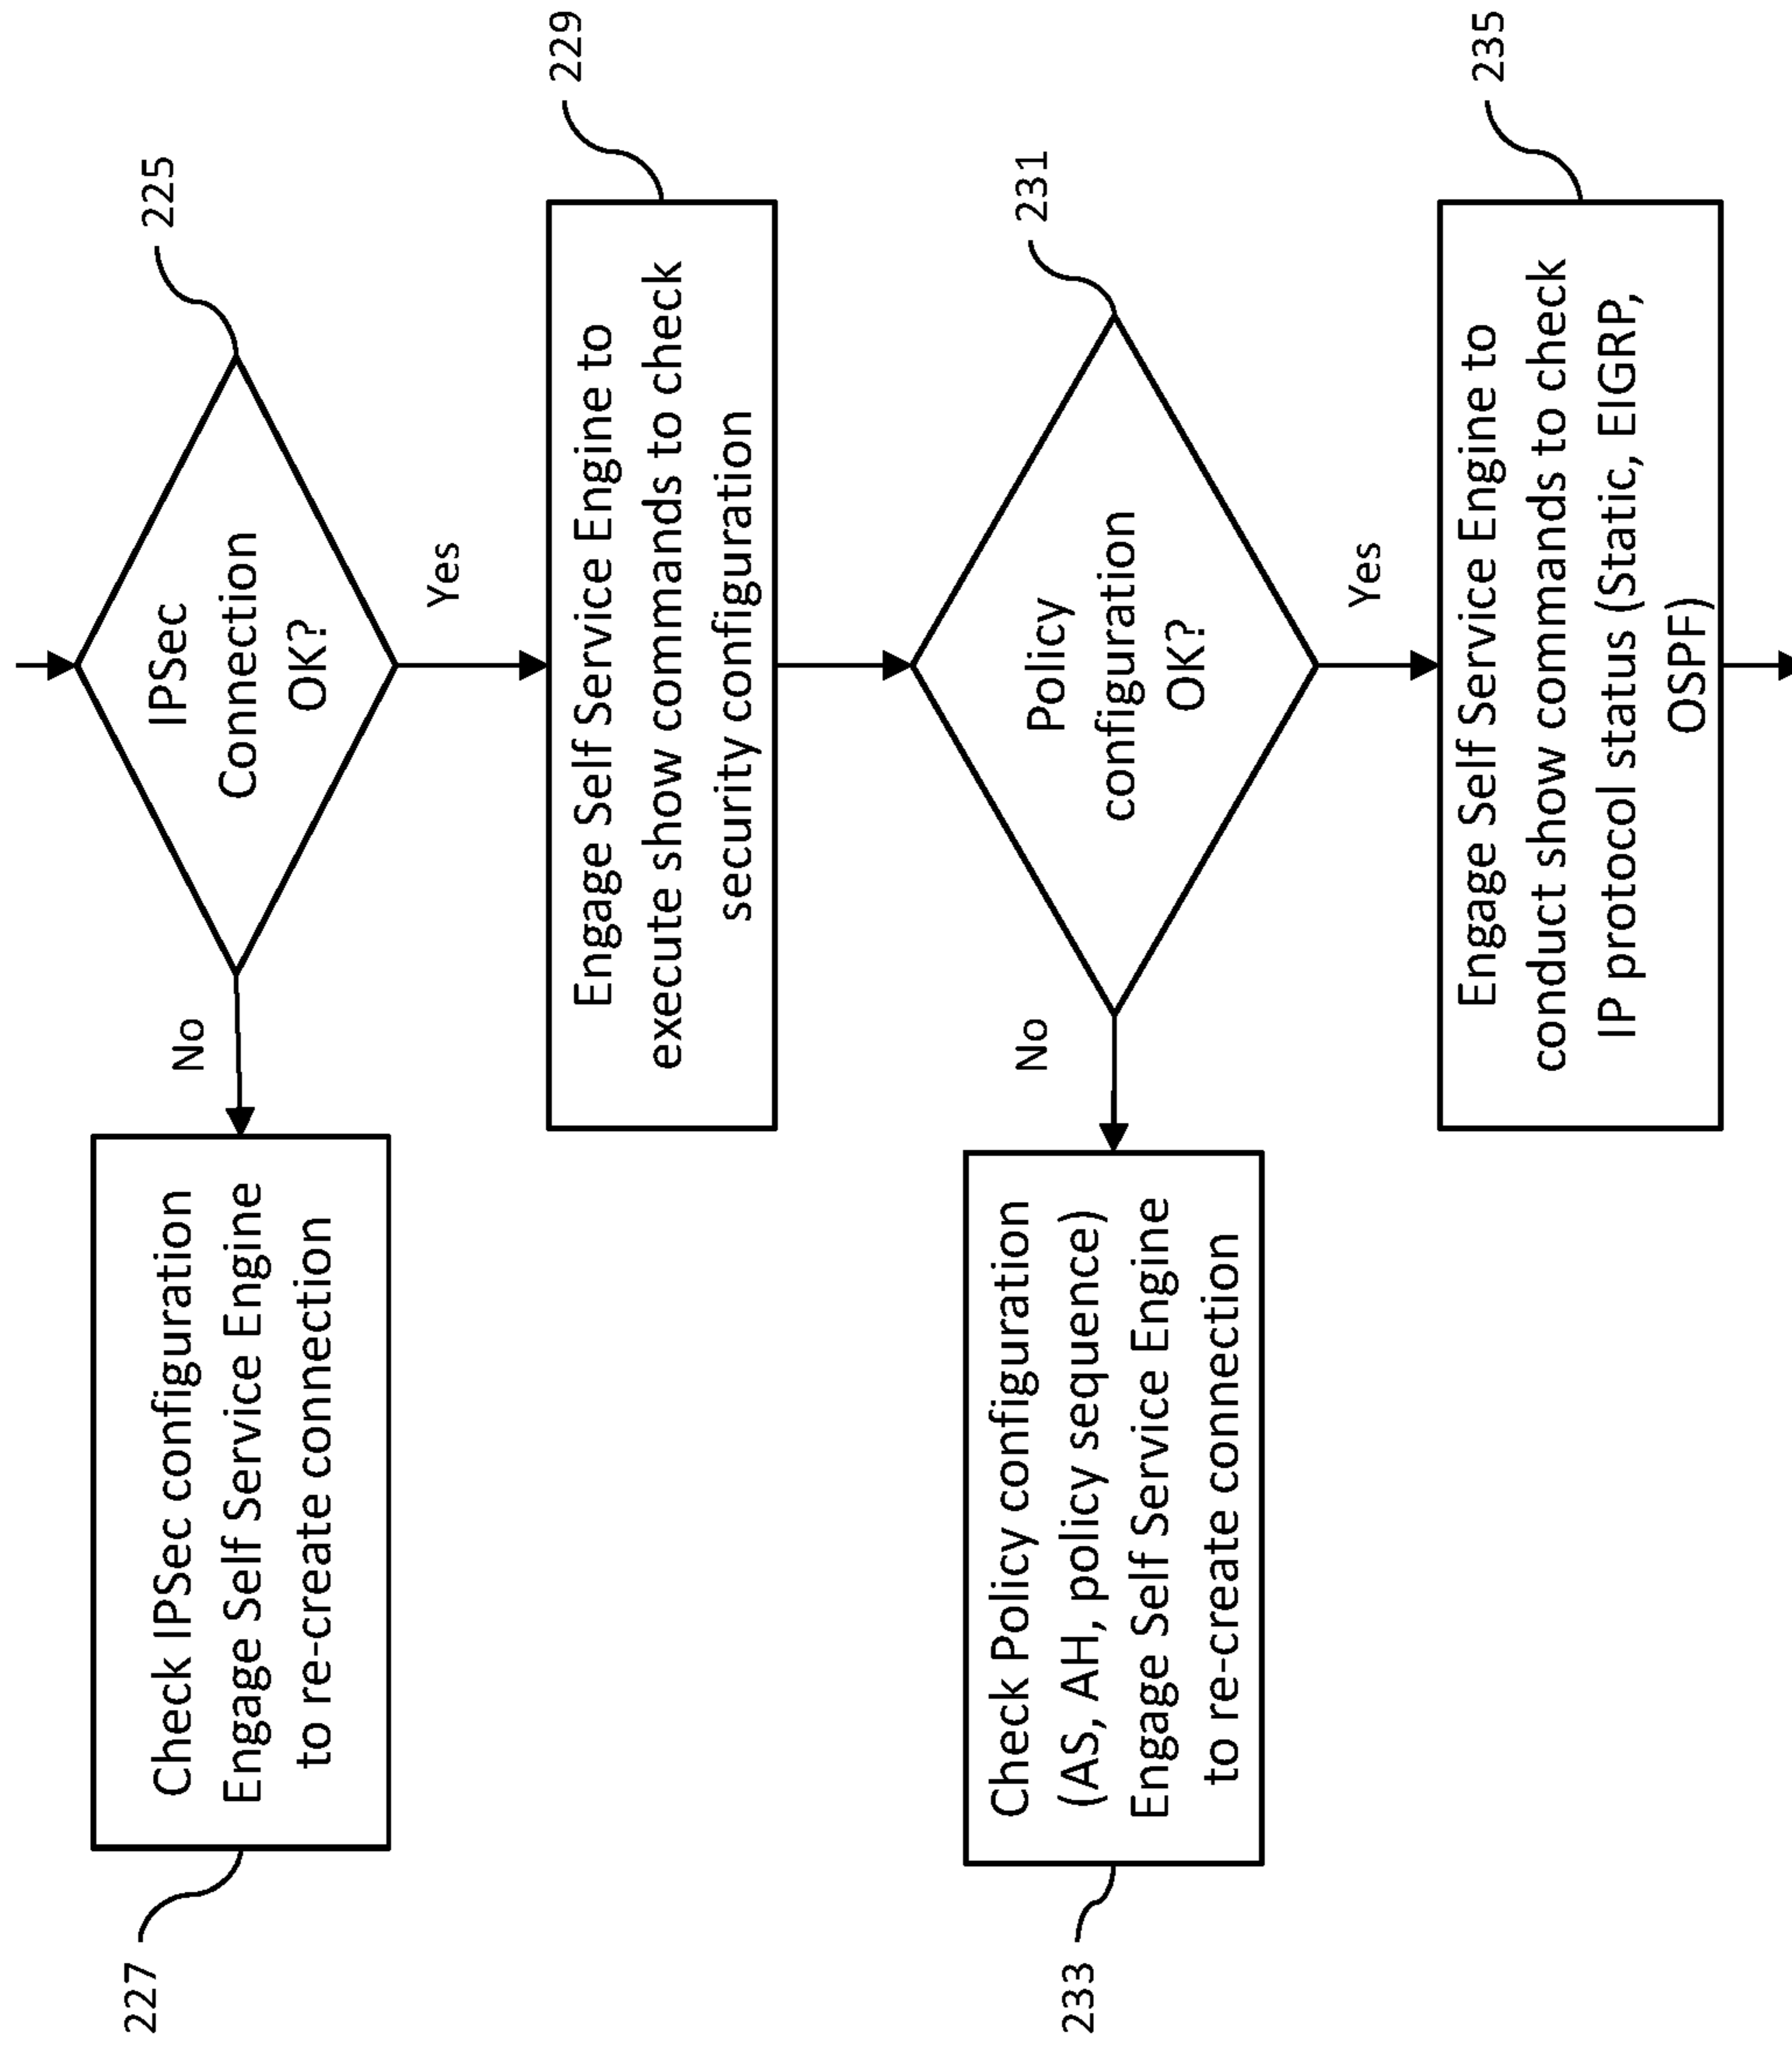 225
IPSec
Connection
OK?
No
Yes
Check IPSec configuration
Engage Self Service Engine
to re-create connection
227
229
Engage Self Service Engine to
execute show commands to check
security configuration
231
Policy
configuration
OK?
No
Yes
Check Policy configuration
(AS, AH, policy sequence)
Engage Self Service Engine
to re-create connection
233
235
Engage Self Service Engine to
conduct show commands to check
IP protocol status (Static, EIGRP,
OSPF)